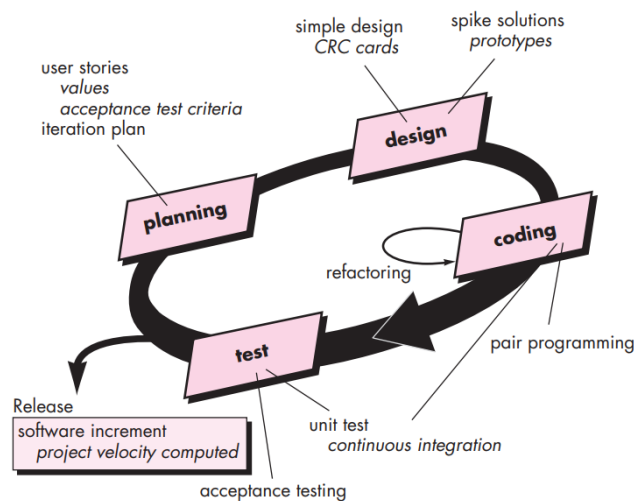 simple design
CRC cards
spike solutions
prototypes
user stories
values
acceptance test criteria
iteration plan
design
planning
coding
refactoring
test
pair programming
Release
software increment
project velocity computed
unit test
continuous integration
acceptance testing